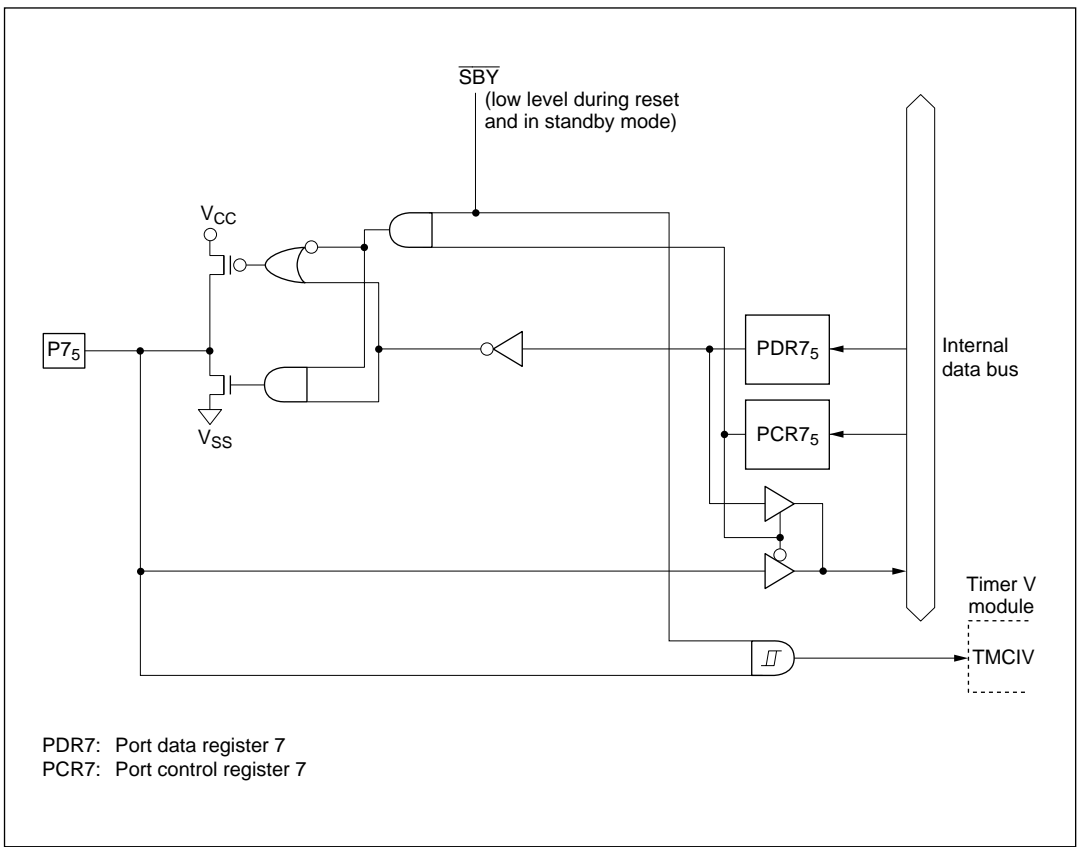 SBY
(low level during reset
and in standby mode)
VCC
P75
VSS
PDR75
PCR75
Internal
data bus
Timer V
module
TMCIV
PDR7: Port data register 7
PCR7: Port control register 7